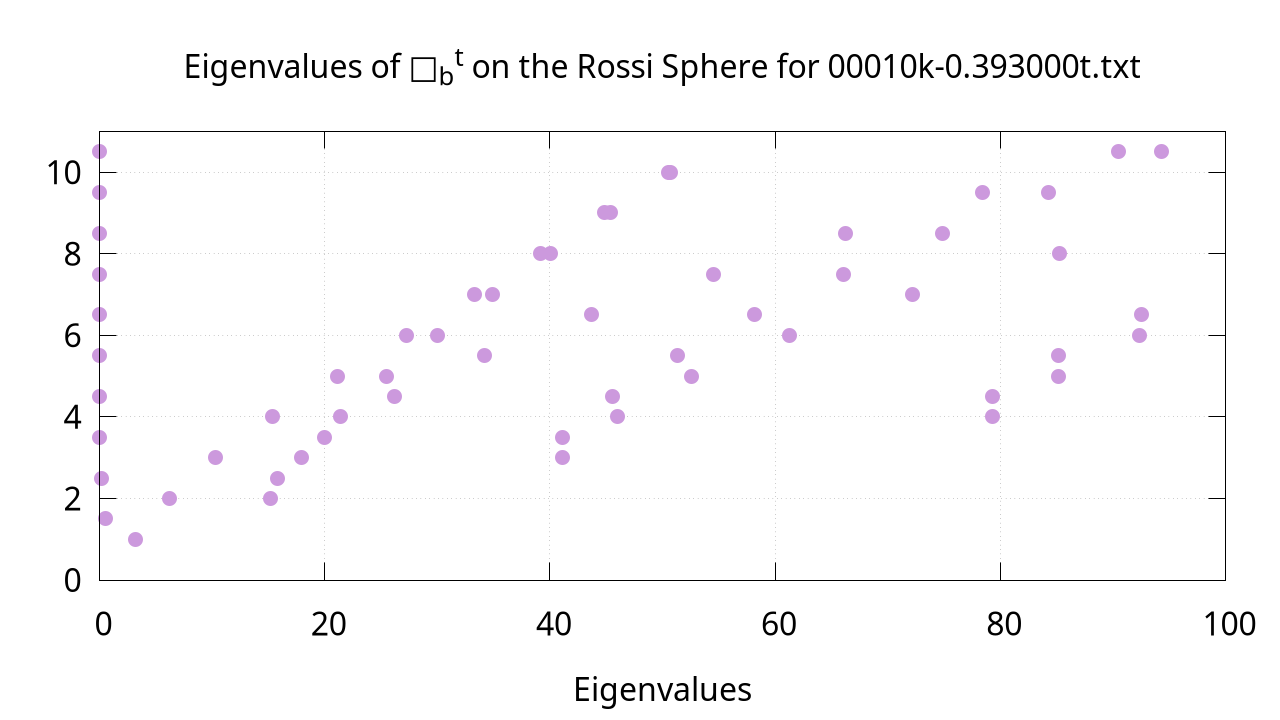 Eigenvalues of □_b^t on the Rossi Sphere for 00010k-0.393000t.txt
10
8
6
4
2
0
0 20 40 60 80 100
Eigenvalues